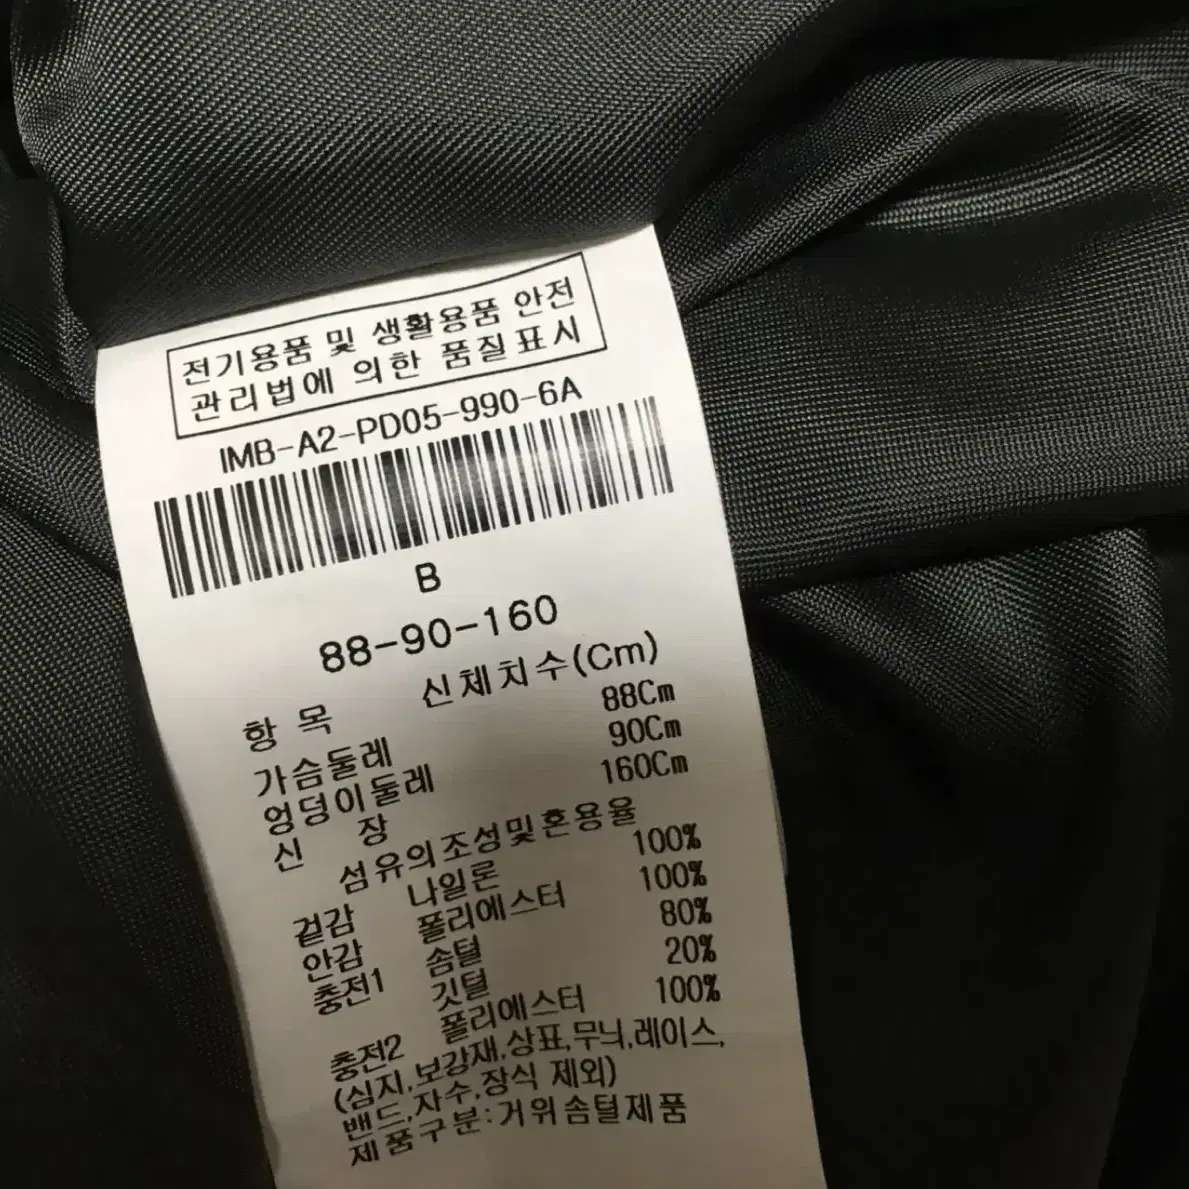 전기용품 및 생활용품 안전
관리법에 의한 품질표시
IMB-A2-PD05-990-6A
B
88-90-160
항 목 신체치수(Cm)
가슴둘레 88Cm
엉덩이둘레 90Cm
신 장 160Cm
섬유의조성및혼용율
겉감 나일론 100%
안감 폴리에스터 100%
충전1 솜털 80%
깃털 20%
충전2 폴리에스터 100%
(심지,보강재,상표,무늬,레이스,
밴드,자수,장식 제외)
제품구분:거위솜털제품